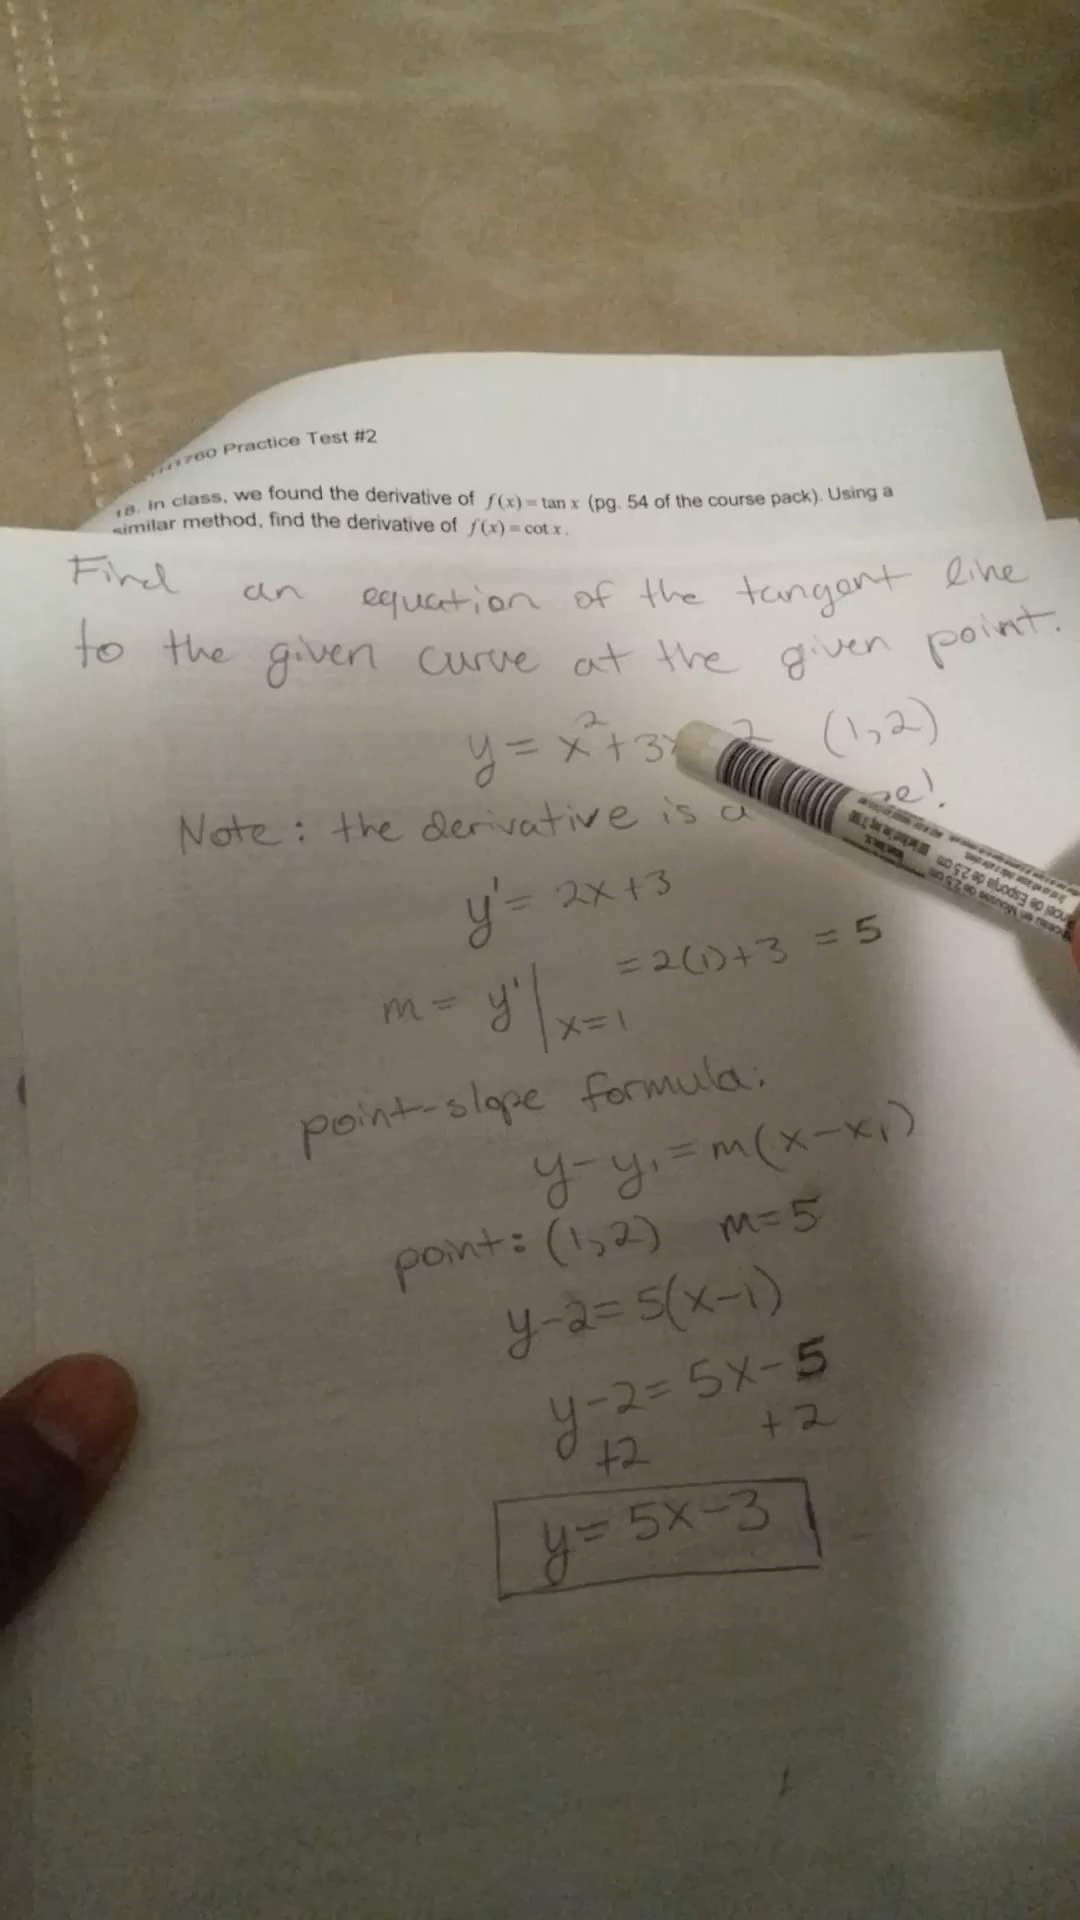 1760 Practice Test #2
18. In class, we found the derivative of f(x) = tan x (pg. 54 of the course pack). Using a
similar method, find the derivative of f(x) = cot x.
Find an equation of the tangent line
to the given curve at the given point.
y = x² + 3x 2 (1,2)
Note: the derivative is a
y' = 2x+3
m = y'|x=1 = 2(1)+3 = 5
point-slope formula:
y-y₁ = m(x-x₁)
point: (1,2) m=5
y-2=5(x-1)
y-2=5x-5
+2 +2
y=5x-3